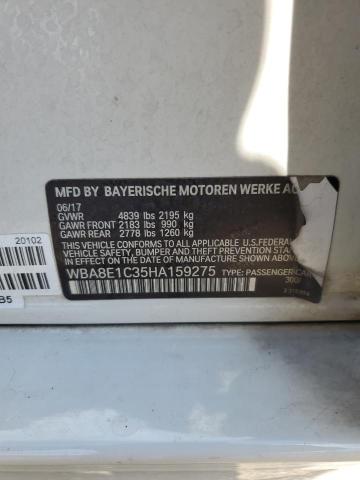 MFD BY BAYERISCHE MOTOREN WERKE AG
06/17
GVWR 4839 lbs 2195 kg
GAWR FRONT 2183 lbs 990 kg
GAWR REAR 2778 lbs 1260 kg
THIS VEHICLE CONFORMS TO ALL
APPLICABLE U.S. FEDERAL
SAFETY, BUMPER AND THEFT PREVENTION
STANDARDS IN EFFECT ON THE DATE OF
MANUFACTURE SHOWN ABOVE.
WBA8E1C35HA159275 TYPE: PASSENGER CAR
20102
B5